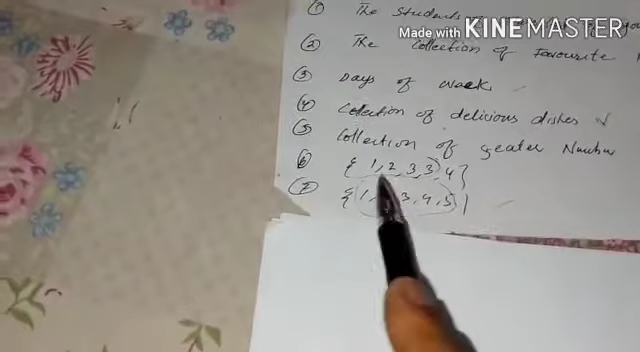 Made with KINEMASTER
① The Students
② The Collection of Favourite
③ Days of week
④ Collection of delicious dishes
⑤ Collection of greater Number
⑥ { 1, 2, 3, 3, 4 }
⑦ { 1, 3, 4, 5 }